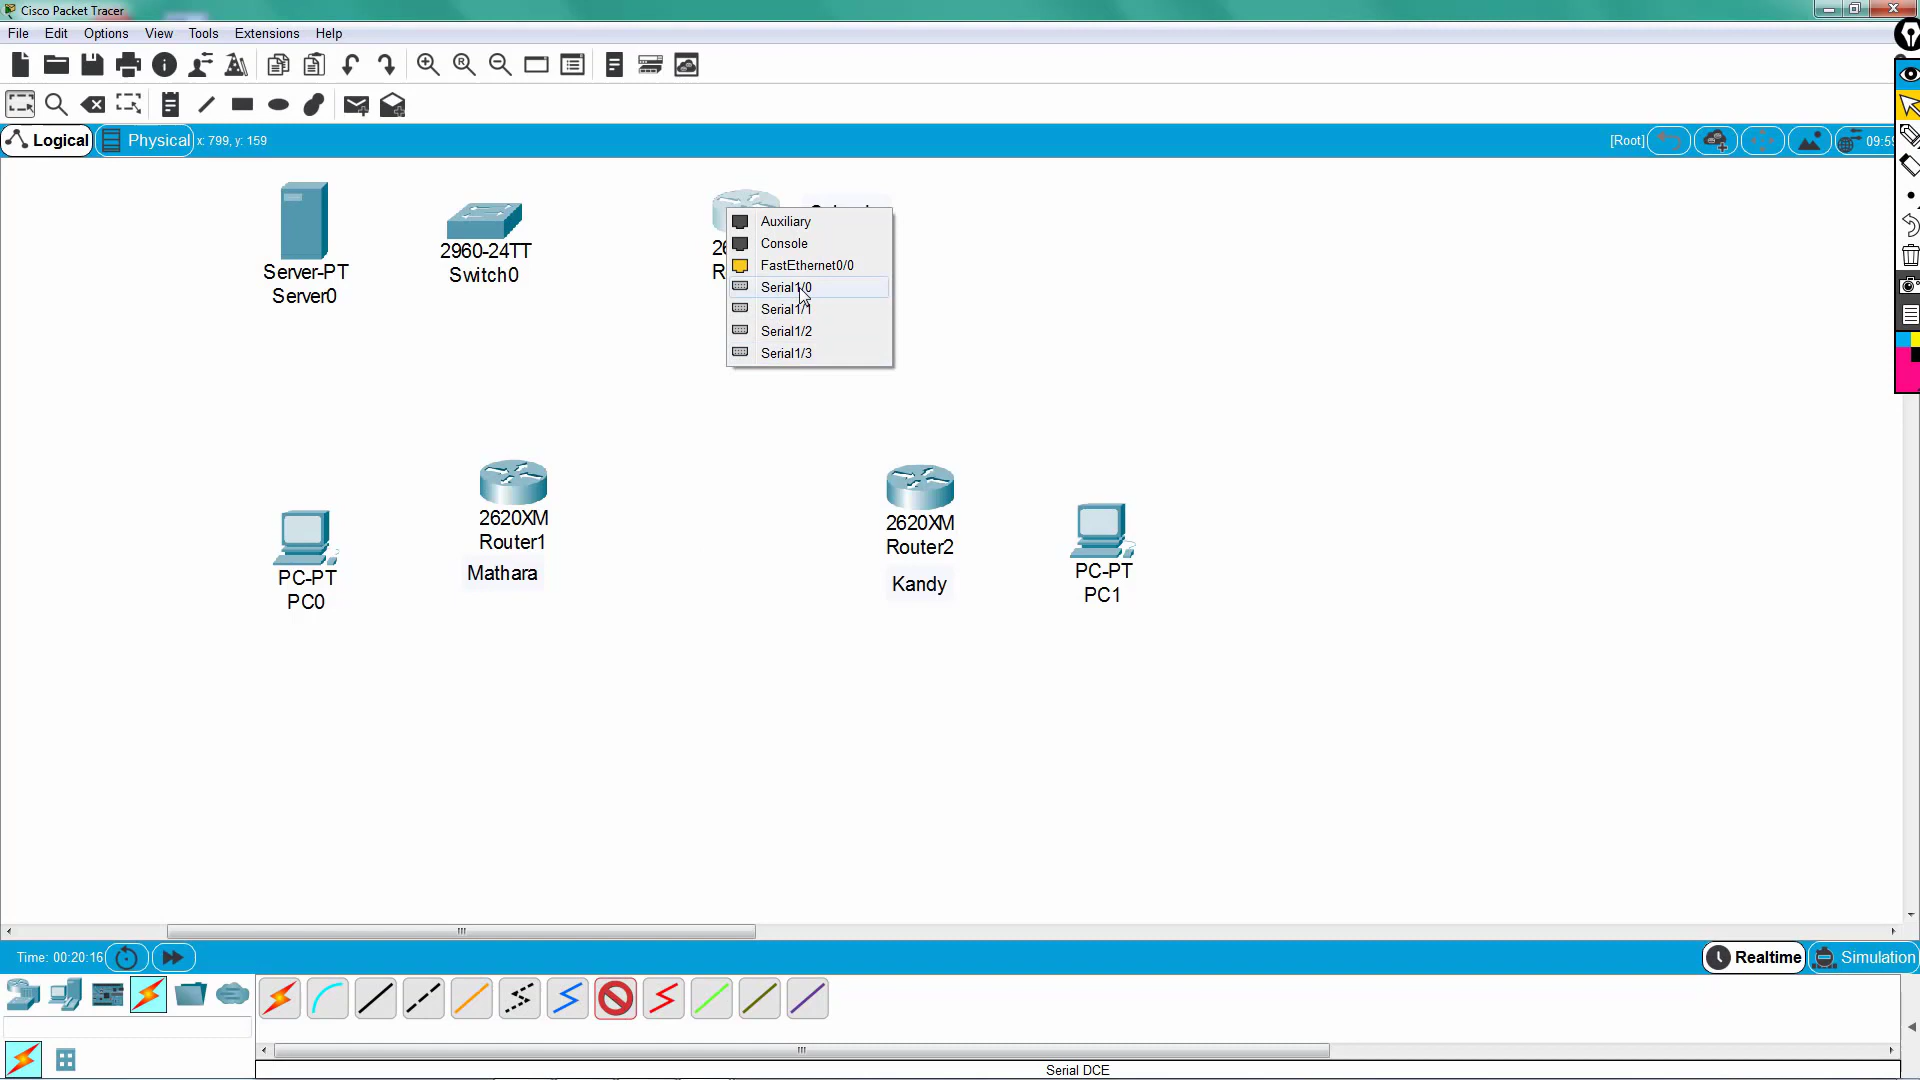 Cisco Packet Tracer
File Edit Options View Tools Extensions Help
Logical Physical x: 799, y: 159 [Root]
Auxiliary
Console
FastEthernet0/0
Serial1/0
Serial1/1
Serial1/2
Serial1/3
Server-PT
Server0
2960-24TT
Switch0
2620XM
Router1
Mathara
2620XM
Router2
Kandy
PC-PT
PC0
PC-PT
PC1
Time: 00:20:16
Realtime Simulation
Serial DCE